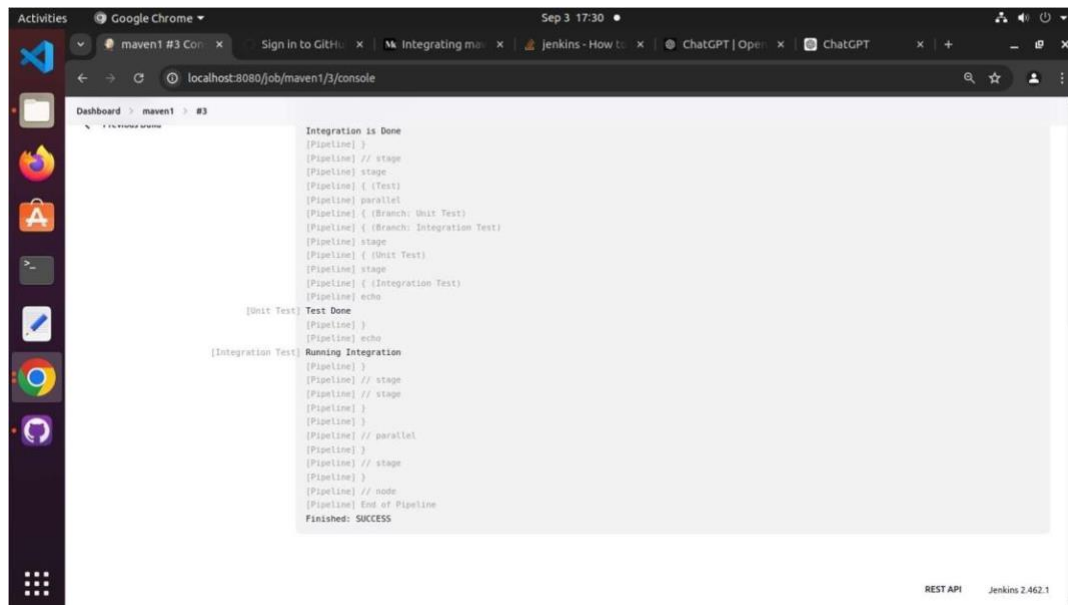 Activities Google Chrome Sep 3 17:30
maven1 #3 Con Sign in to GitHu Integrating ma jenkins - How to ChatGPT | Open ChatGPT
localhost:8080/job/maven1/3/console
Dashboard > maven1 > #3
Previous Build
Integration is Done
[Pipeline] }
[Pipeline] // stage
[Pipeline] stage
[Pipeline] { (Test)
[Pipeline] parallel
[Pipeline] { (Branch: Unit Test)
[Pipeline] { (Branch: Integration Test)
[Pipeline] stage
[Pipeline] { (Unit Test)
[Pipeline] stage
[Pipeline] { (Integration Test)
[Pipeline] echo
[Unit Test] Test Done
[Pipeline] }
[Pipeline] echo
[Integration Test] Running Integration
[Pipeline] }
[Pipeline] // stage
[Pipeline] // stage
[Pipeline] }
[Pipeline] }
[Pipeline] // parallel
[Pipeline] }
[Pipeline] // stage
[Pipeline] }
[Pipeline] // node
[Pipeline] End of Pipeline
Finished: SUCCESS
REST API Jenkins 2.462.1